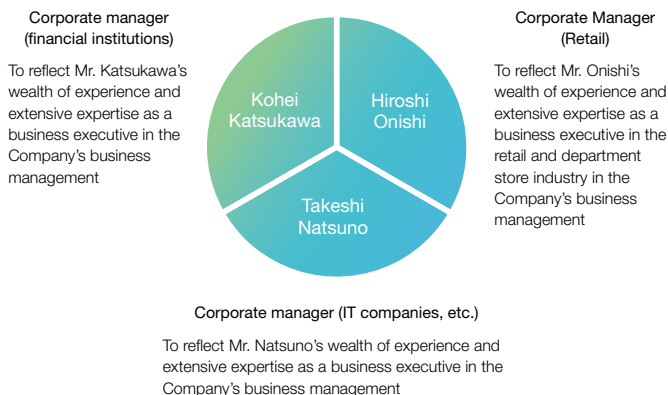 Corporate manager
(financial institutions)
To reflect Mr. Katsukawa’s
wealth of experience and
extensive expertise as a
business executive in the
Company’s business
management
Kohei
Katsukawa
Hiroshi
Onishi
Takeshi
Natsuno
Corporate Manager
(Retail)
To reflect Mr. Onishi’s
wealth of experience and
extensive expertise as a
business executive in the
retail and department
store industry in the
Company’s business
management
Corporate manager (IT companies, etc.)
To reflect Mr. Natsuno’s wealth of experience and
extensive expertise as a business executive in the
Company’s business management